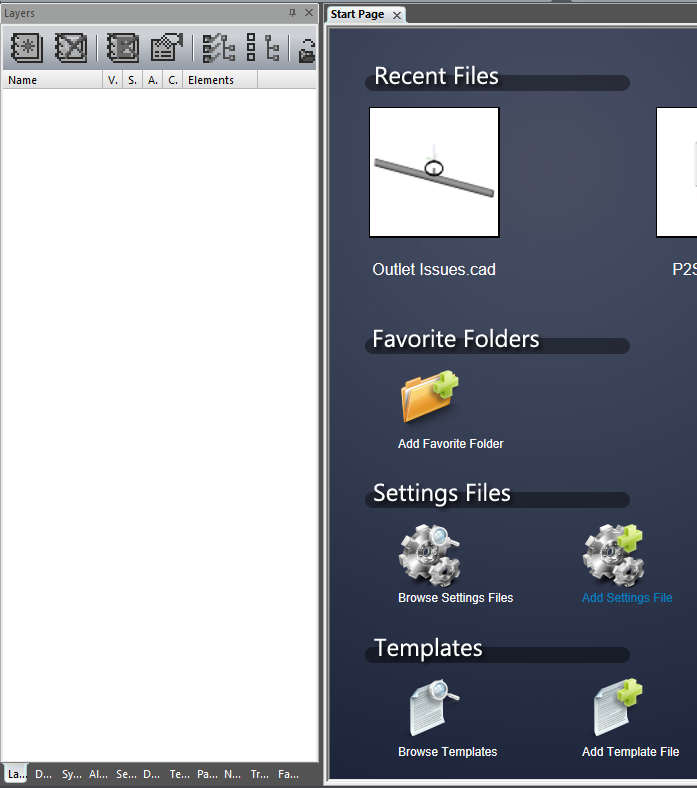 Layers
Name V. S. A. C. Elements
La... D... Sy... Al... Se... D... Te... Pa... N... Tr... Fa...
Start Page
Recent Files
Outlet Issues.cad
P2S
Favorite Folders
Add Favorite Folder
Settings Files
Browse Settings Files Add Settings File
Templates
Browse Templates Add Template File